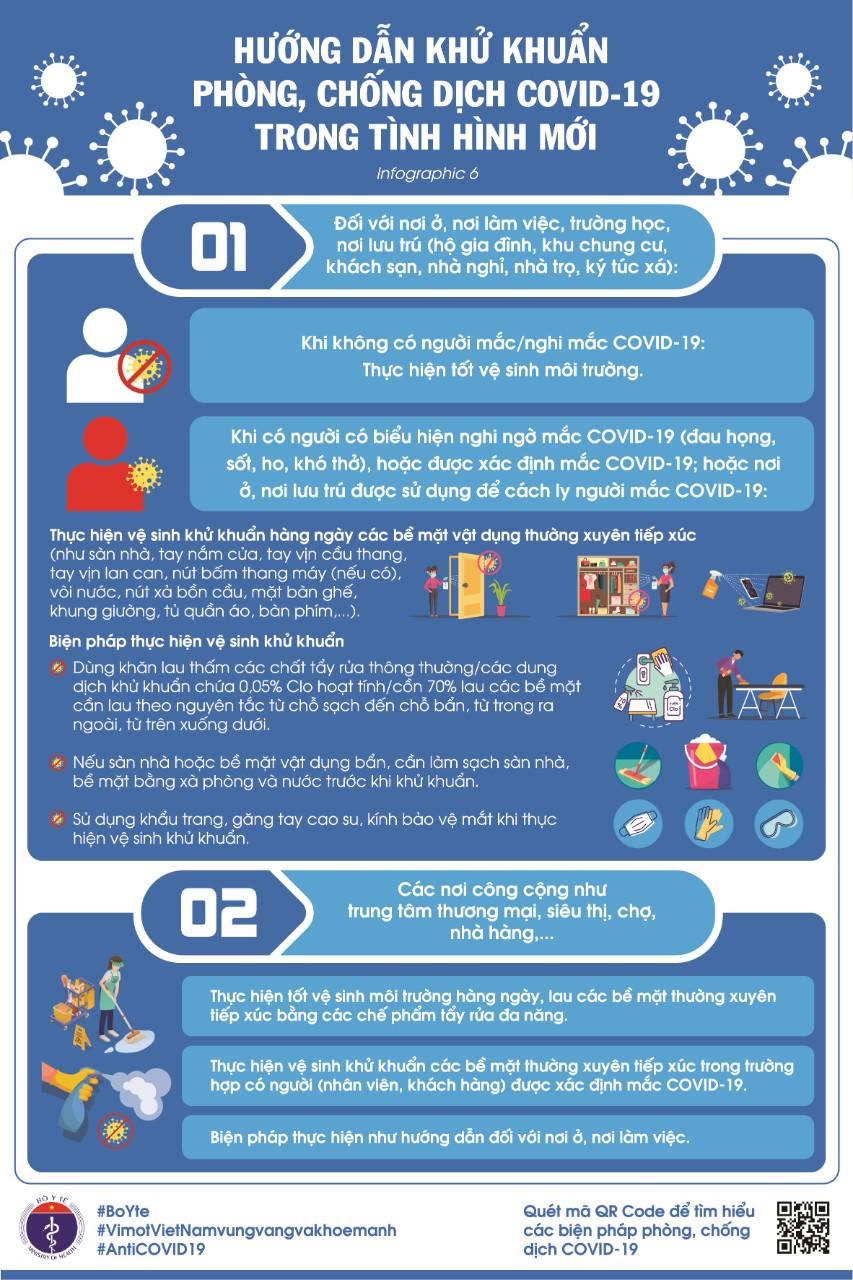 HƯỚNG DẪN KHỬ KHUẨN
PHÒNG, CHỐNG DỊCH COVID-19
TRONG TÌNH HÌNH MỚI
Infographic 6
01
Đối với nơi ở, nơi làm việc, trường học,
nơi lưu trú (hộ gia đình, khu chung cư,
khách sạn, nhà nghỉ, nhà trọ, ký túc xá):
Khi không có người mắc/nghi mắc COVID-19:
Thực hiện tốt vệ sinh môi trường.
Khi có người có biểu hiện nghi ngờ mắc COVID-19 (đau họng,
sốt, ho, khó thở), hoặc được xác định mắc COVID-19; hoặc nơi
ở, nơi lưu trú được sử dụng để cách ly người mắc COVID-19:
Thực hiện vệ sinh khử khuẩn hàng ngày các bề mặt vật dụng thường xuyên tiếp xúc
(như sàn nhà, tay nắm cửa, tay vịn cầu thang,
tay vịn lan can, nút bấm thang máy (nếu có),
vòi nước, nút xả bồn cầu, mặt bàn ghế,
khung giường, tủ quần áo, bàn phím,...).
Biện pháp thực hiện vệ sinh khử khuẩn
Dùng khăn lau thấm các chất tẩy rửa thông thường/các dung
dịch khử khuẩn chứa 0,05% Clo hoạt tính/cồn 70% lau các bề mặt
cần lau theo nguyên tắc từ chỗ sạch đến chỗ bẩn, từ trong ra
ngoài, từ trên xuống dưới.
Clo
Nếu sàn nhà hoặc bề mặt vật dụng bẩn, cần làm sạch sàn nhà,
bề mặt bằng xà phòng và nước trước khi khử khuẩn.
Sử dụng khẩu trang, găng tay cao su, kính bảo vệ mắt khi thực
hiện vệ sinh khử khuẩn.
02
Các nơi công cộng như
trung tâm thương mại, siêu thị, chợ,
nhà hàng,...
Thực hiện tốt vệ sinh môi trường hàng ngày, lau các bề mặt thường xuyên
tiếp xúc bằng các chế phẩm tẩy rửa đa năng.
Thực hiện vệ sinh khử khuẩn các bề mặt thường xuyên tiếp xúc trong trường
hợp có người (nhân viên, khách hàng) được xác định mắc COVID-19.
Biện pháp thực hiện như hướng dẫn đối với nơi ở, nơi làm việc.
BỘ Y TẾ
MINISTRY OF HEALTH
#BoYte
#VimotVietNamvungvangvakhoemanh
#AntiCOVID19
Quét mã QR Code để tìm hiểu
các biện pháp phòng, chống
dịch COVID-19